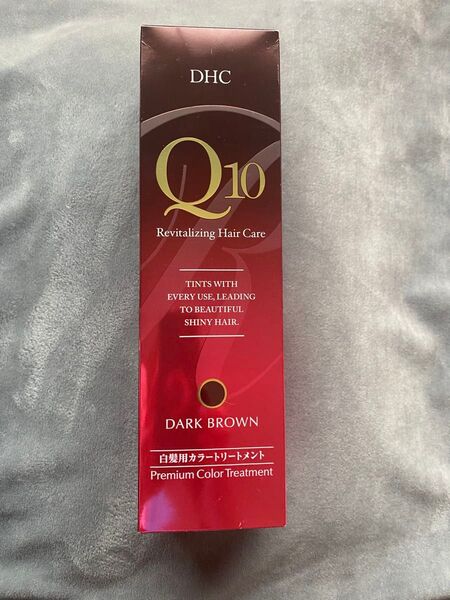 DHC
Q10
Revitalizing Hair Care
TINTS WITH
EVERY USE, LEADING
TO BEAUTIFUL
SHINY HAIR.
DARK BROWN
白髪用カラートリートメント
Premium Color Treatment